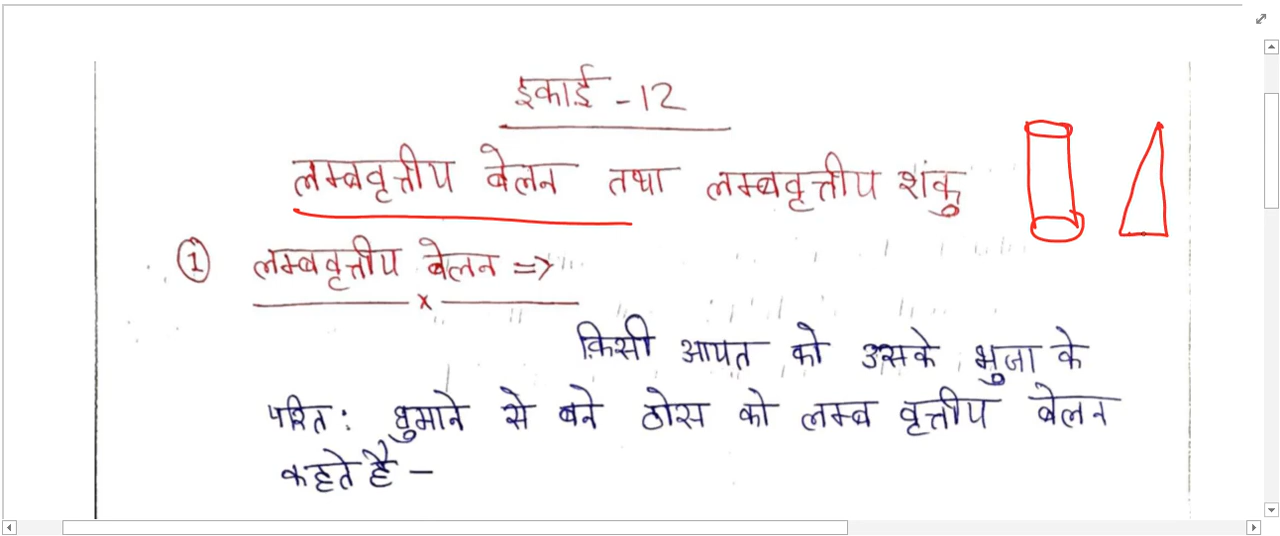 इकाई - 12
लम्बवृत्तीय बेलन तथा लम्बवृत्तीय शंकु
① लम्बवृत्तीय बेलन =>
x
किसी आयत को उसके भुजा के
परित: घुमाने से बने ठोस को लम्ब वृत्तीय बेलन
कहते है -